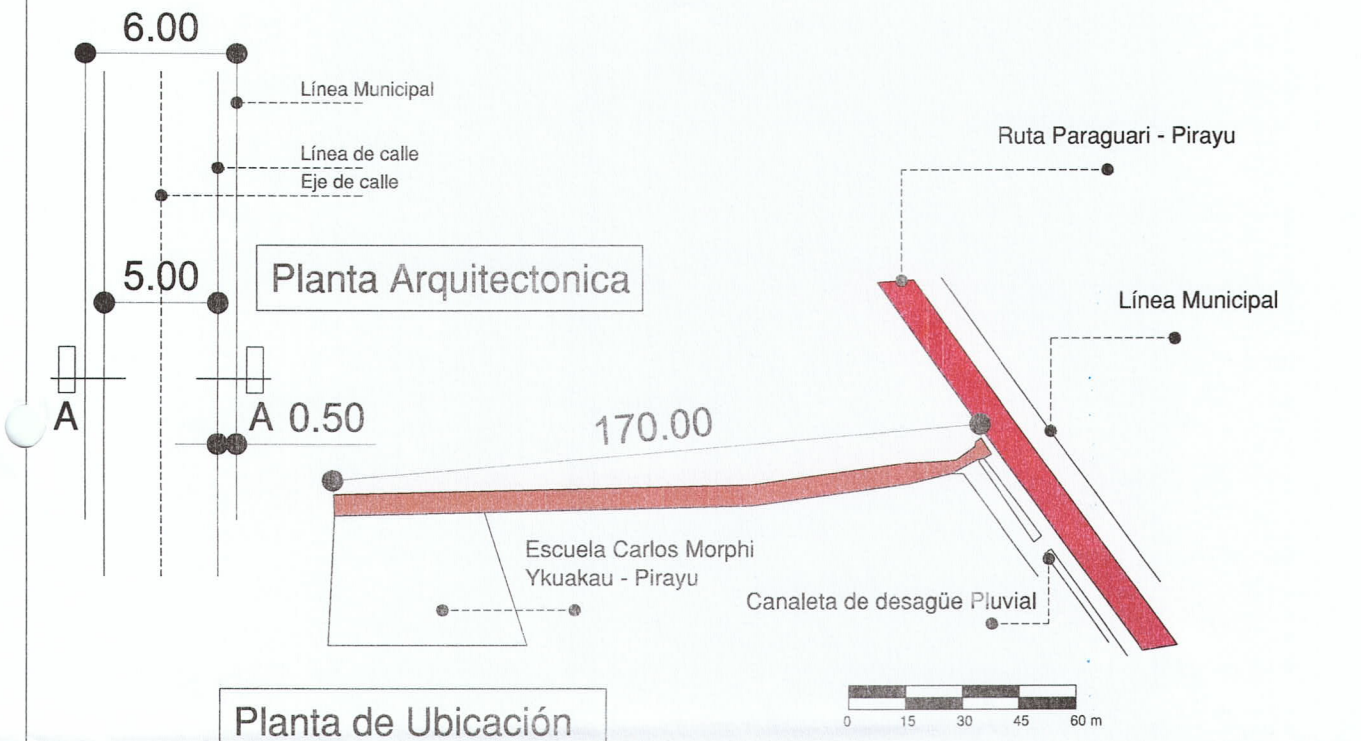 6.00
Línea Municipal
Línea de calle
Eje de calle
5.00
Planta Arquitectonica
A
A 0.50
Ruta Paraguari - Pirayu
Línea Municipal
170.00
Escuela Carlos Morphi
Ykuakau - Pirayu
Canaleta de desagüe Pluvial
0 15 30 45 60 m
Planta de Ubicación